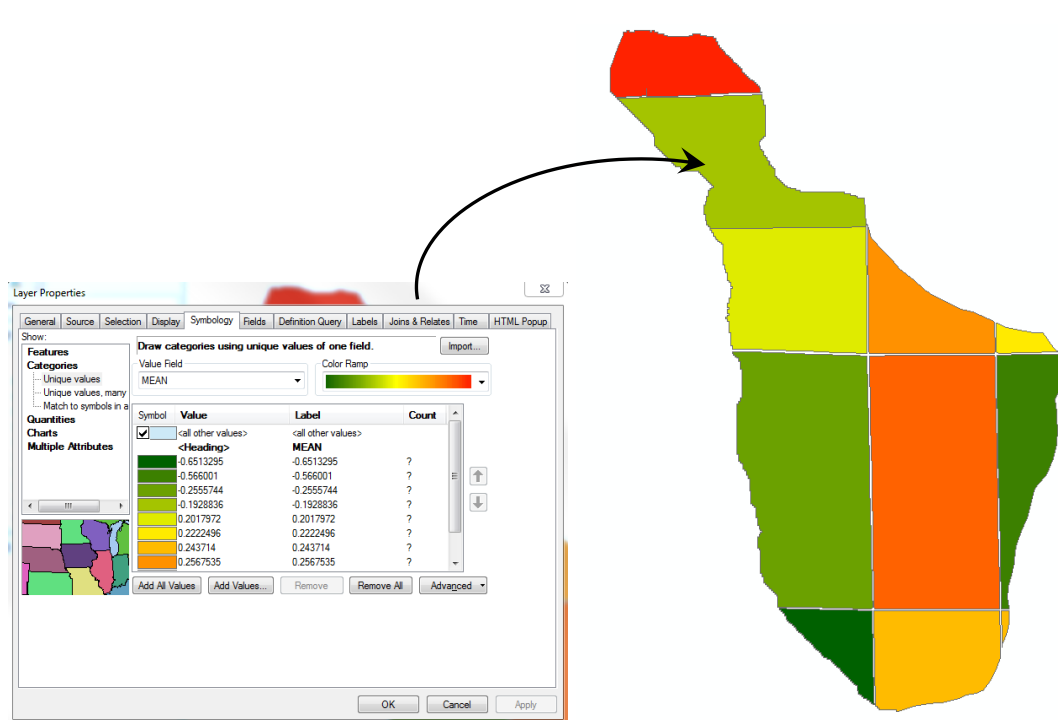 Layer Properties
General Source Selection Display Symbology Fields Definition Query Labels Joins & Relates Time HTML Popup
Show:
Features
Categories
Unique values
Unique values, many
Match to symbols in a
Quantities
Charts
Multiple Attributes
Draw categories using unique values of one field.
Import...
Value Field
MEAN
Color Ramp
Symbol Value Label Count
<all other values> <all other values>
<Heading> MEAN
-0.6513295 -0.6513295 ?
-0.566001 -0.566001 ?
-0.2555744 -0.2555744 ?
-0.1928836 -0.1928836 ?
0.2017972 0.2017972 ?
0.2222496 0.2222496 ?
0.243714 0.243714 ?
0.2567535 0.2567535 ?
Add All Values Add Values... Remove Remove All Advanced
OK Cancel Apply